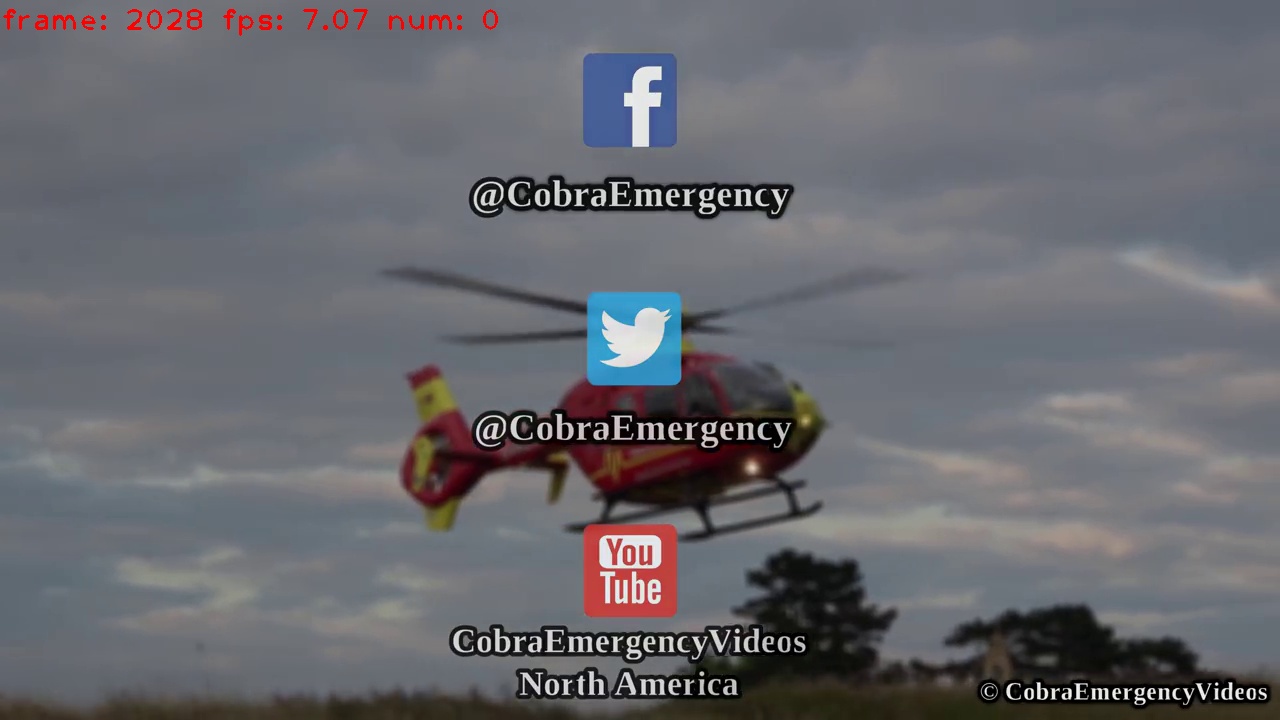 frame: 2028 fps: 7.07 num: 0
f
@CobraEmergency
@CobraEmergency
You
Tube
CobraEmergencyVideos
North America
© CobraEmergencyVideos